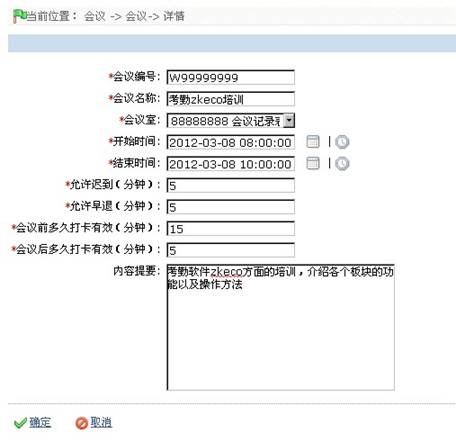 当前位置: 会议 -> 会议-> 详情
*会议编号: W99999999
*会议名称: 考勤zkeco培训
*会议室: 88888888 会议记录
*开始时间: 2012-03-08 08:00:00
*结束时间: 2012-03-08 10:00:00
*允许迟到(分钟): 5
*允许早退(分钟): 5
*会议前多久打卡有效(分钟): 15
*会议后多久打卡有效(分钟): 5
内容提要: 考勤软件zkeco方面的培训,介绍各个板块的功
能以及操作方法
确定 取消